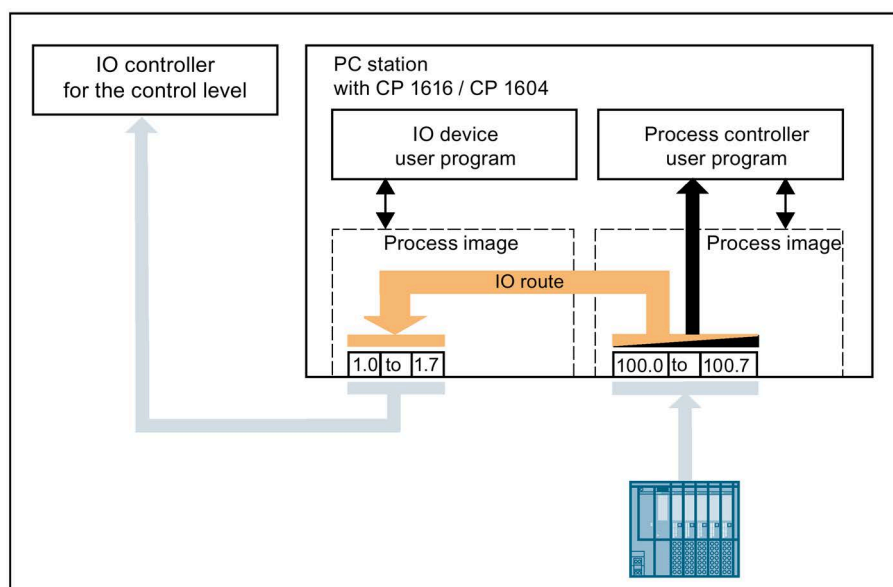 IO controller
for the control level
PC station
with CP 1616 / CP 1604
IO device
user program
Process controller
user program
Process image
Process image
IO route
1.0 to 1.7
100.0 to 100.7